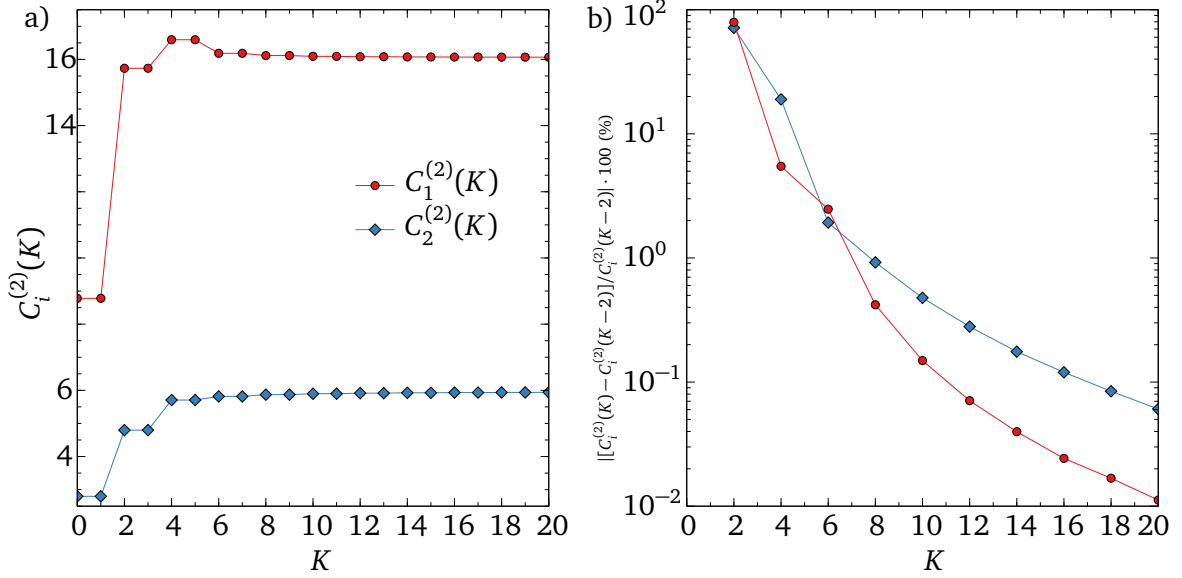 a)
16
14
6
4
C_i^{(2)}(K)
C_1^{(2)}(K)
C_2^{(2)}(K)
0 2 4 6 8 10 12 14 16 18 20
K
b)
10^2
10^1
10^0
10^{-1}
10^{-2}
|[C_i^{(2)}(K) − C_i^{(2)}(K − 2)]/C_i^{(2)}(K − 2)| · 100 (%)
0 2 4 6 8 10 12 14 16 18 20
K